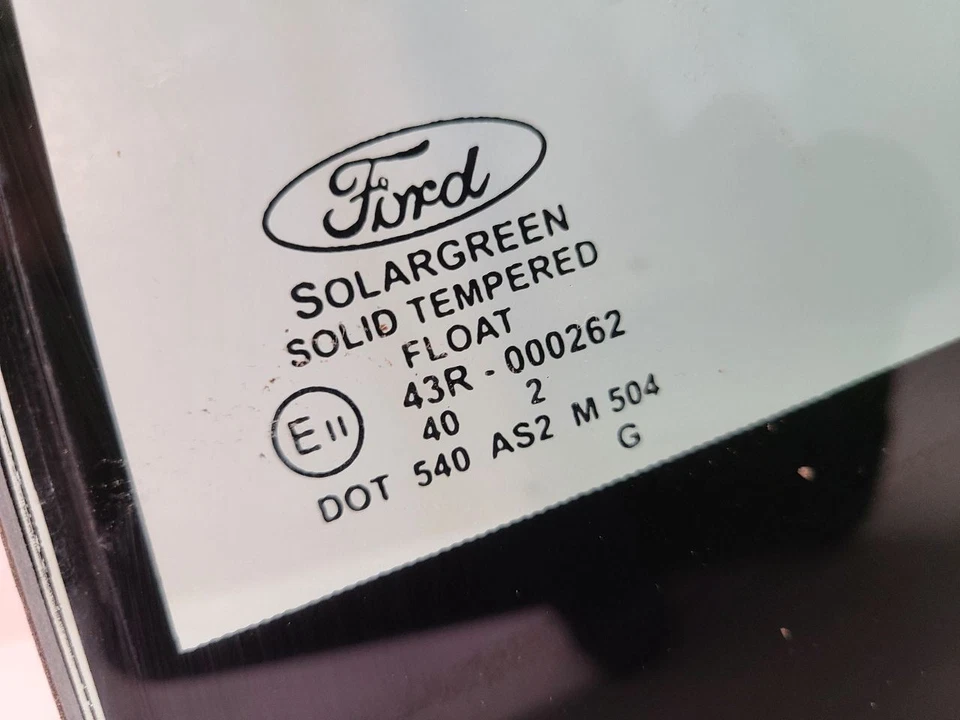 Ford
SOLARGREEN
SOLID TEMPERED
FLOAT
E11 43R - 000262
40 2
DOT 540 AS2 M 504
G